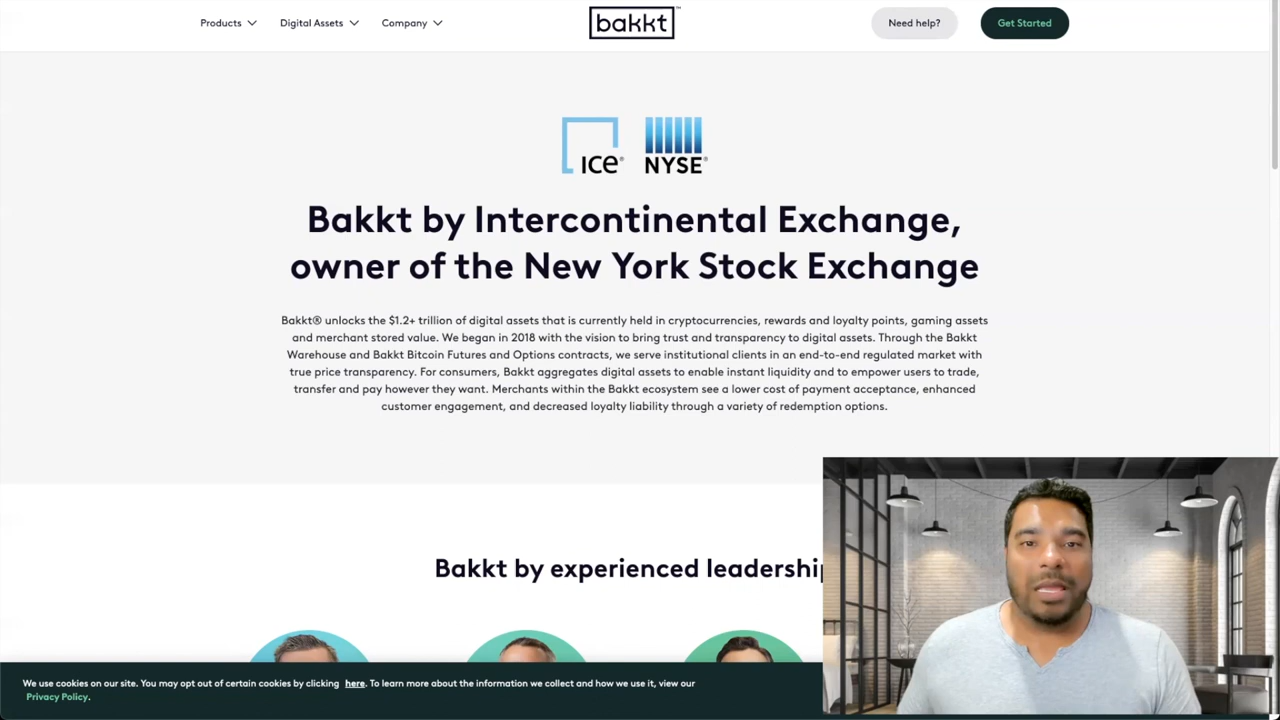 Products
Digital Assets
Company
bakkt™
Need help?
Get Started
ice®
NYSE®
Bakkt by Intercontinental Exchange,
owner of the New York Stock Exchange
Bakkt® unlocks the $1.2+ trillion of digital assets that is currently held in cryptocurrencies, rewards and loyalty points, gaming assets
and merchant stored value. We began in 2018 with the vision to bring trust and transparency to digital assets. Through the Bakkt
Warehouse and Bakkt Bitcoin Futures and Options contracts, we serve institutional clients in an end-to-end regulated market with
true price transparency. For consumers, Bakkt aggregates digital assets to enable instant liquidity and to empower users to trade,
transfer and pay however they want. Merchants within the Bakkt ecosystem see a lower cost of payment acceptance, enhanced
customer engagement, and decreased loyalty liability through a variety of redemption options.
Bakkt by experienced leadership
We use cookies on our site. You may opt out of certain cookies by clicking here. To learn more about the information we collect and how we use it, view our
Privacy Policy.